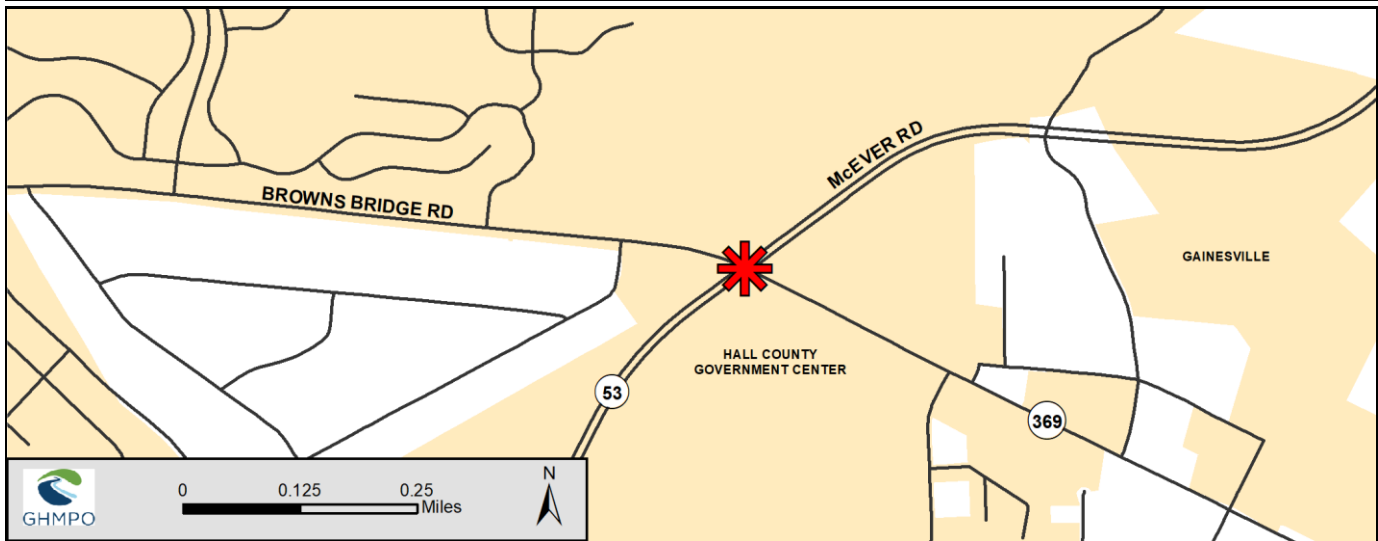 McEVER RD
BROWNS BRIDGE RD
GAINESVILLE
HALL COUNTY
GOVERNMENT CENTER
53
369
GHMPO
0 0.125 0.25
Miles
N